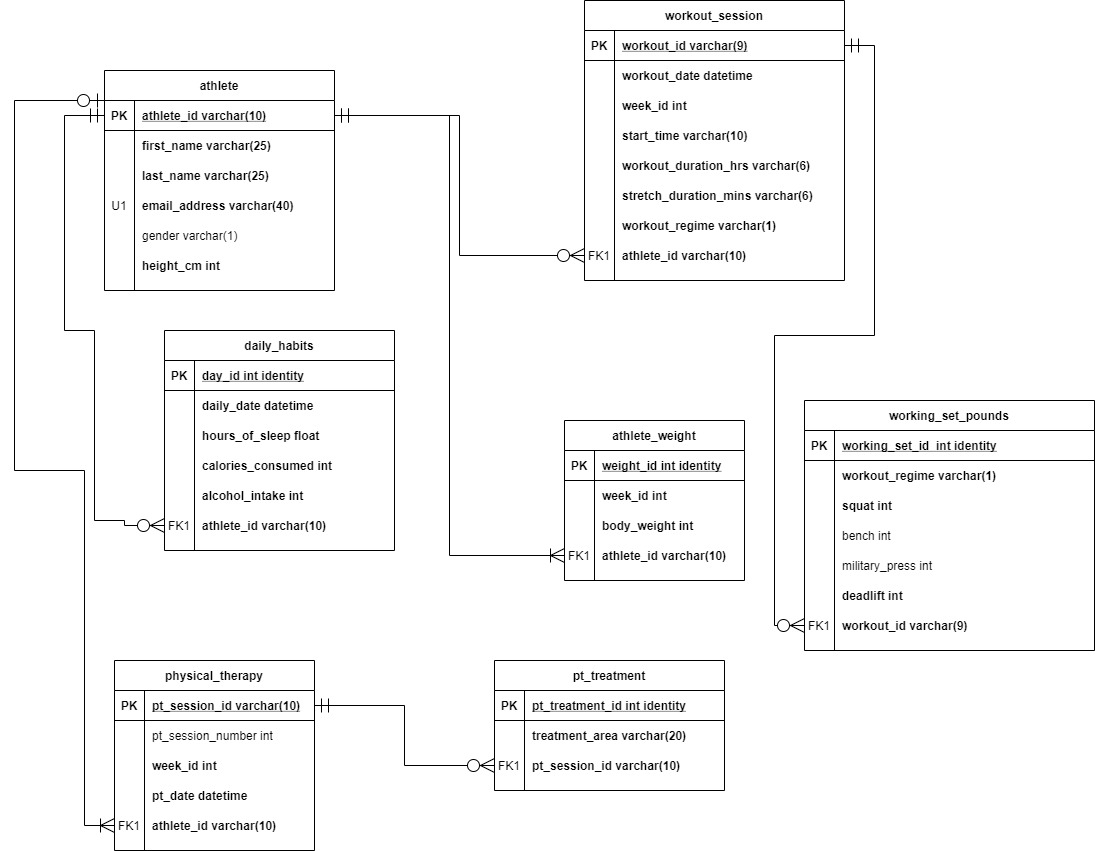 workout_session
PK workout_id varchar(9)
workout_date datetime
week_id int
start_time varchar(10)
workout_duration_hrs varchar(6)
stretch_duration_mins varchar(6)
workout_regime varchar(1)
FK1 athlete_id varchar(10)
athlete
PK athlete_id varchar(10)
first_name varchar(25)
last_name varchar(25)
U1 email_address varchar(40)
gender varchar(1)
height_cm int
daily_habits
PK day_id int identity
daily_date datetime
hours_of_sleep float
calories_consumed int
alcohol_intake int
FK1 athlete_id varchar(10)
athlete_weight
PK weight_id int identity
week_id int
body_weight int
FK1 athlete_id varchar(10)
working_set_pounds
PK working_set_id int identity
workout_regime varchar(1)
squat int
bench int
military_press int
deadlift int
FK1 workout_id varchar(9)
physical_therapy
PK pt_session_id varchar(10)
pt_session_number int
week_id int
pt_date datetime
FK1 athlete_id varchar(10)
pt_treatment
PK pt_treatment_id int identity
treatment_area varchar(20)
FK1 pt_session_id varchar(10)